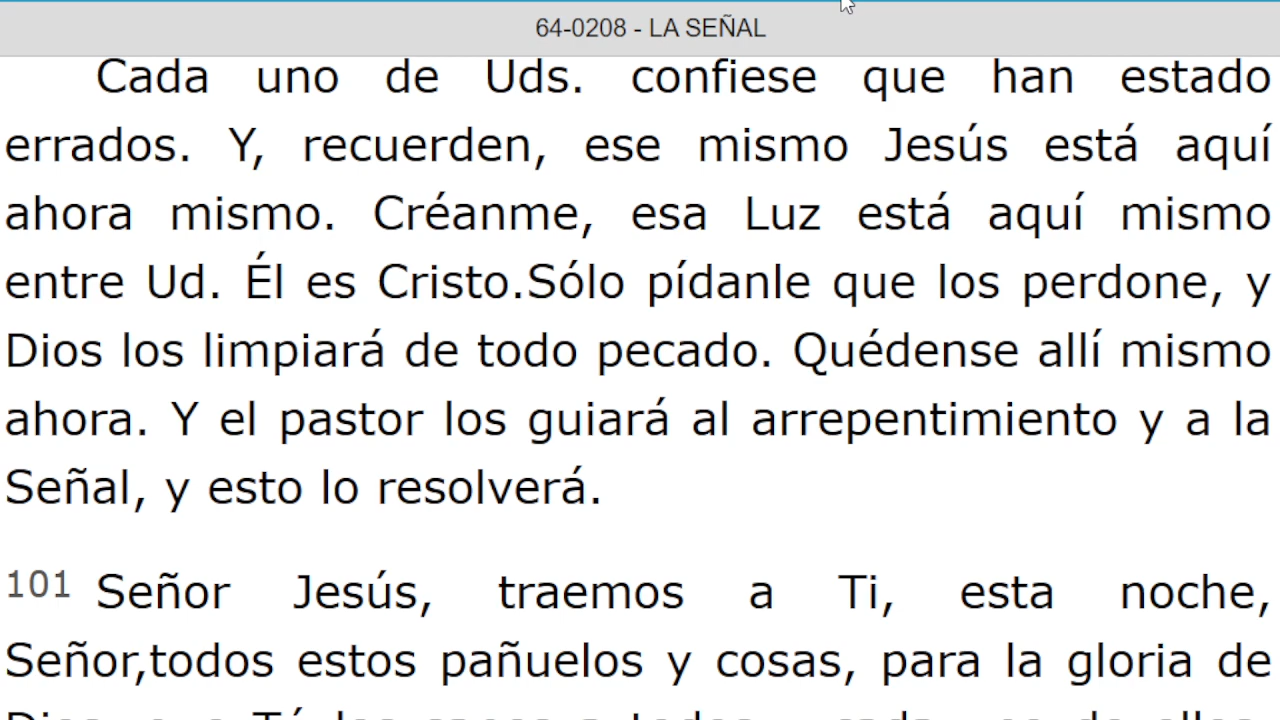 64-0208 - LA SEÑAL
Cada uno de Uds. confiese que han estado
errados. Y, recuerden, ese mismo Jesús está aquí
ahora mismo. Créanme, esa Luz está aquí mismo
entre Ud. Él es Cristo.Sólo pídanle que los perdone, y
Dios los limpiará de todo pecado. Quédense allí mismo
ahora. Y el pastor los guiará al arrepentimiento y a la
Señal, y esto lo resolverá.
101 Señor Jesús, traemos a Ti, esta noche,
Señor,todos estos pañuelos y cosas, para la gloria de